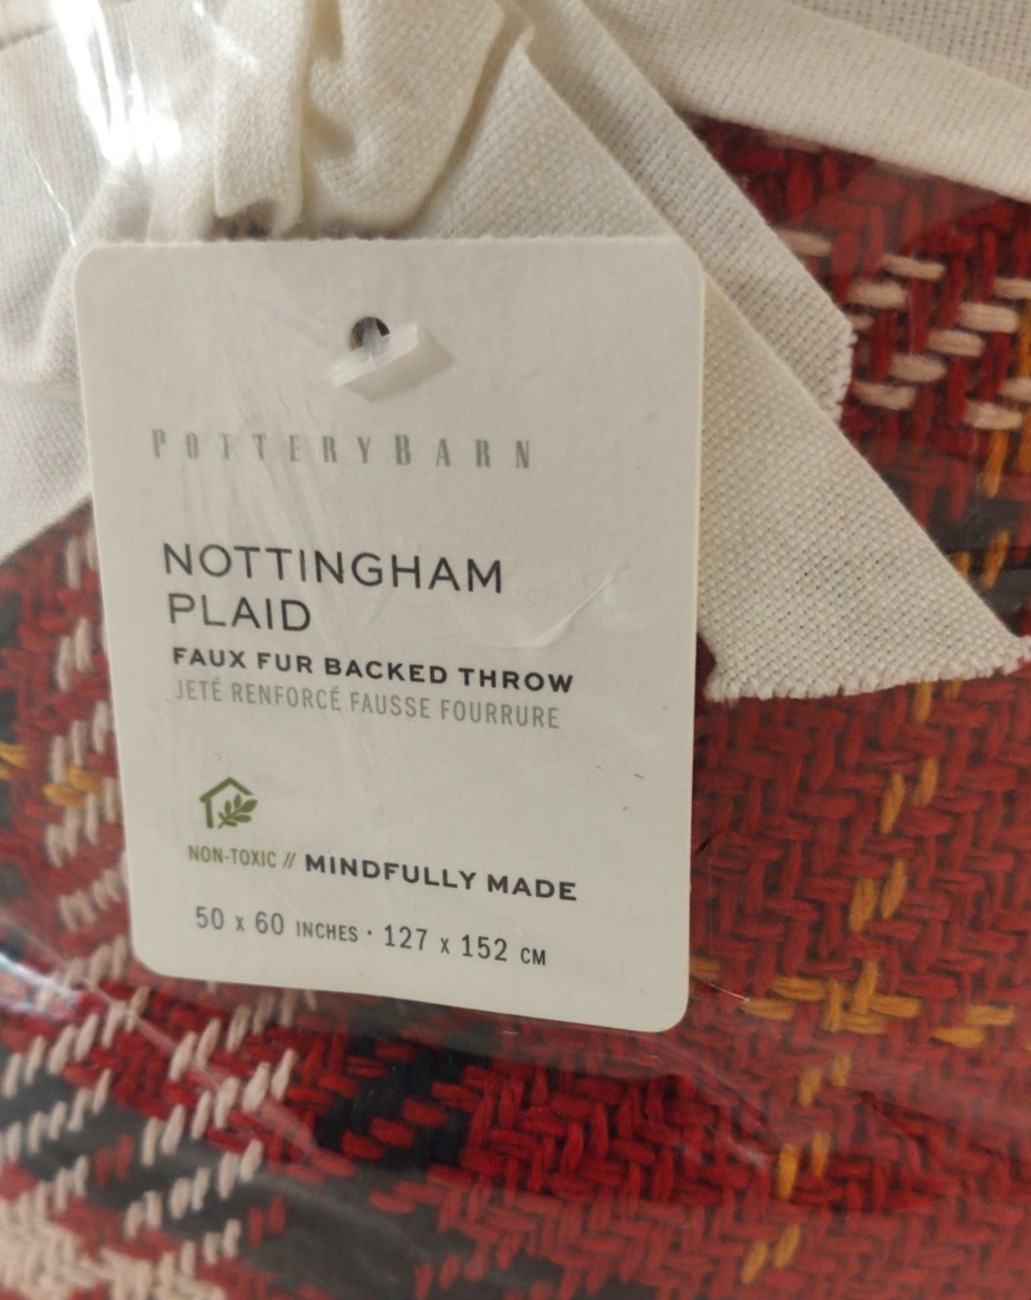 POTTERYBARN
NOTTINGHAM
PLAID
FAUX FUR BACKED THROW
JETÉ RENFORCÉ FAUSSE FOURRURE
NON-TOXIC // MINDFULLY MADE
50 x 60 INCHES · 127 x 152 CM